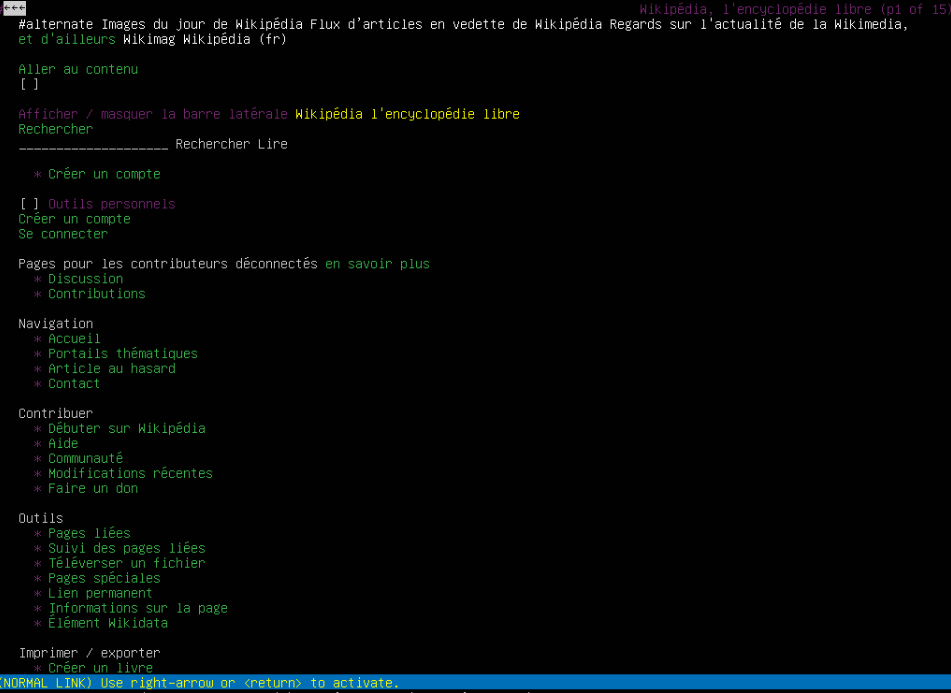 ←←← Wikipédia, l'encyclopédie libre (p1 of 15)
#alternate Images du jour de Wikipédia Flux d’articles en vedette de Wikipédia Regards sur l'actualité de la Wikimedia,
et d'ailleurs Wikimag Wikipédia (fr)
Aller au contenu
[ ]
Afficher / masquer la barre latérale Wikipédia l'encyclopédie libre
Rechercher
____________________ Rechercher Lire
* Créer un compte
[ ] Outils personnels
Créer un compte
Se connecter
Pages pour les contributeurs déconnectés en savoir plus
* Discussion
* Contributions
Navigation
* Accueil
* Portails thématiques
* Article au hasard
* Contact
Contribuer
* Débuter sur Wikipédia
* Aide
* Communauté
* Modifications récentes
* Faire un don
Outils
* Pages liées
* Suivi des pages liées
* Téléverser un fichier
* Pages spéciales
* Lien permanent
* Informations sur la page
* Élément Wikidata
Imprimer / exporter
* Créer un livre
(NORMAL LINK) Use right-arrow or <return> to activate.